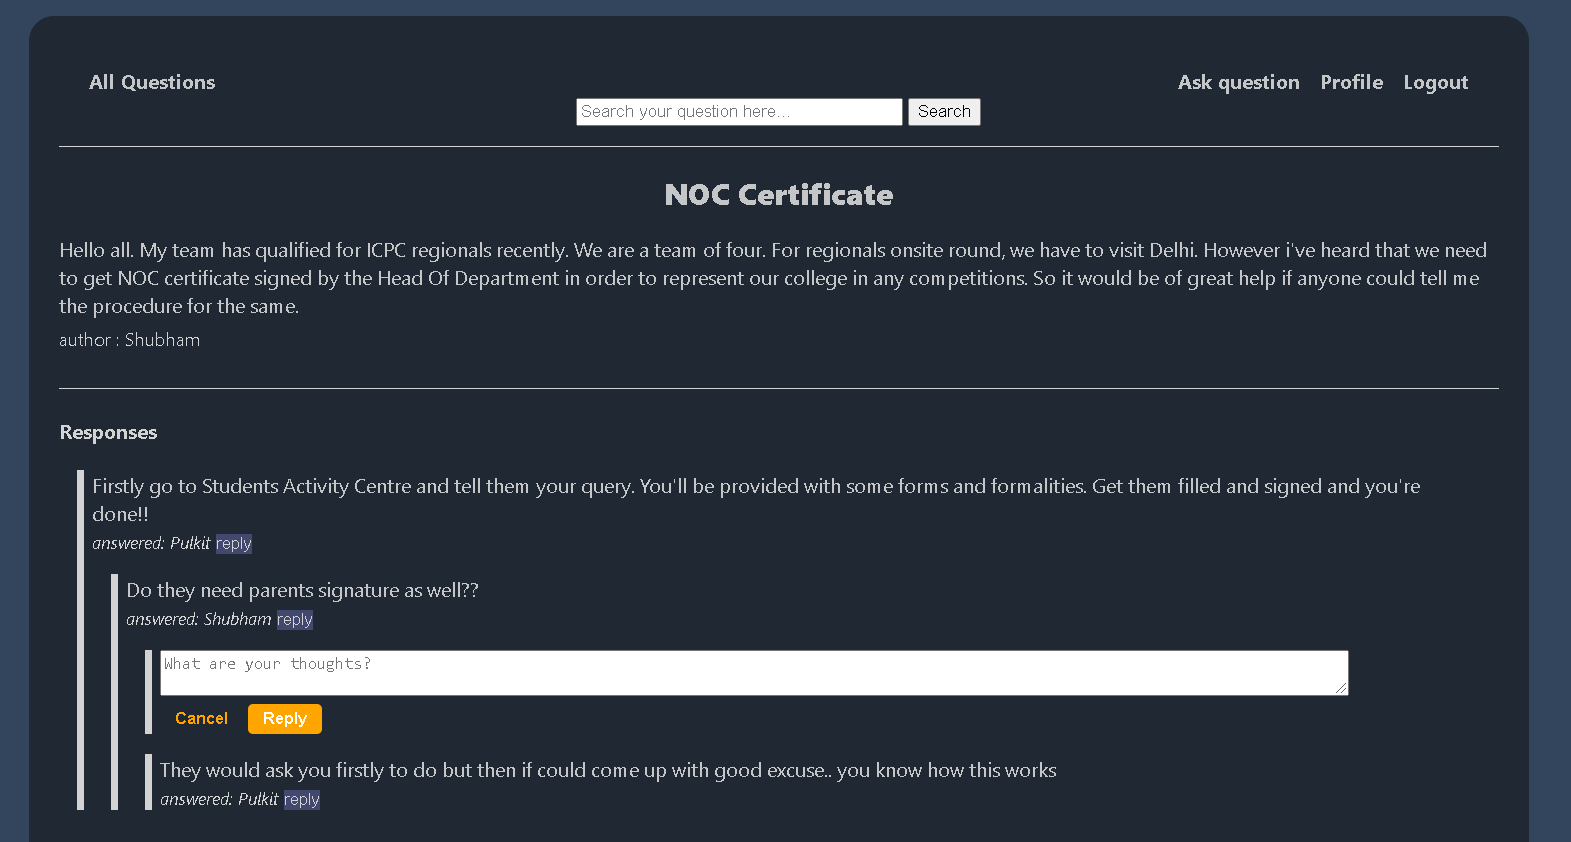 All Questions
Ask question Profile Logout
Search your question here... Search
NOC Certificate
Hello all. My team has qualified for ICPC regionals recently. We are a team of four. For regionals onsite round, we have to visit Delhi. However i've heard that we need
to get NOC certificate signed by the Head Of Department in order to represent our college in any competitions. So it would be of great help if anyone could tell me
the procedure for the same.
author : Shubham
Responses
Firstly go to Students Activity Centre and tell them your query. You'll be provided with some forms and formalities. Get them filled and signed and you're
done!!
answered: Pulkit reply
Do they need parents signature as well??
answered: Shubham reply
What are your thoughts?
Cancel Reply
They would ask you firstly to do but then if could come up with good excuse.. you know how this works
answered: Pulkit reply